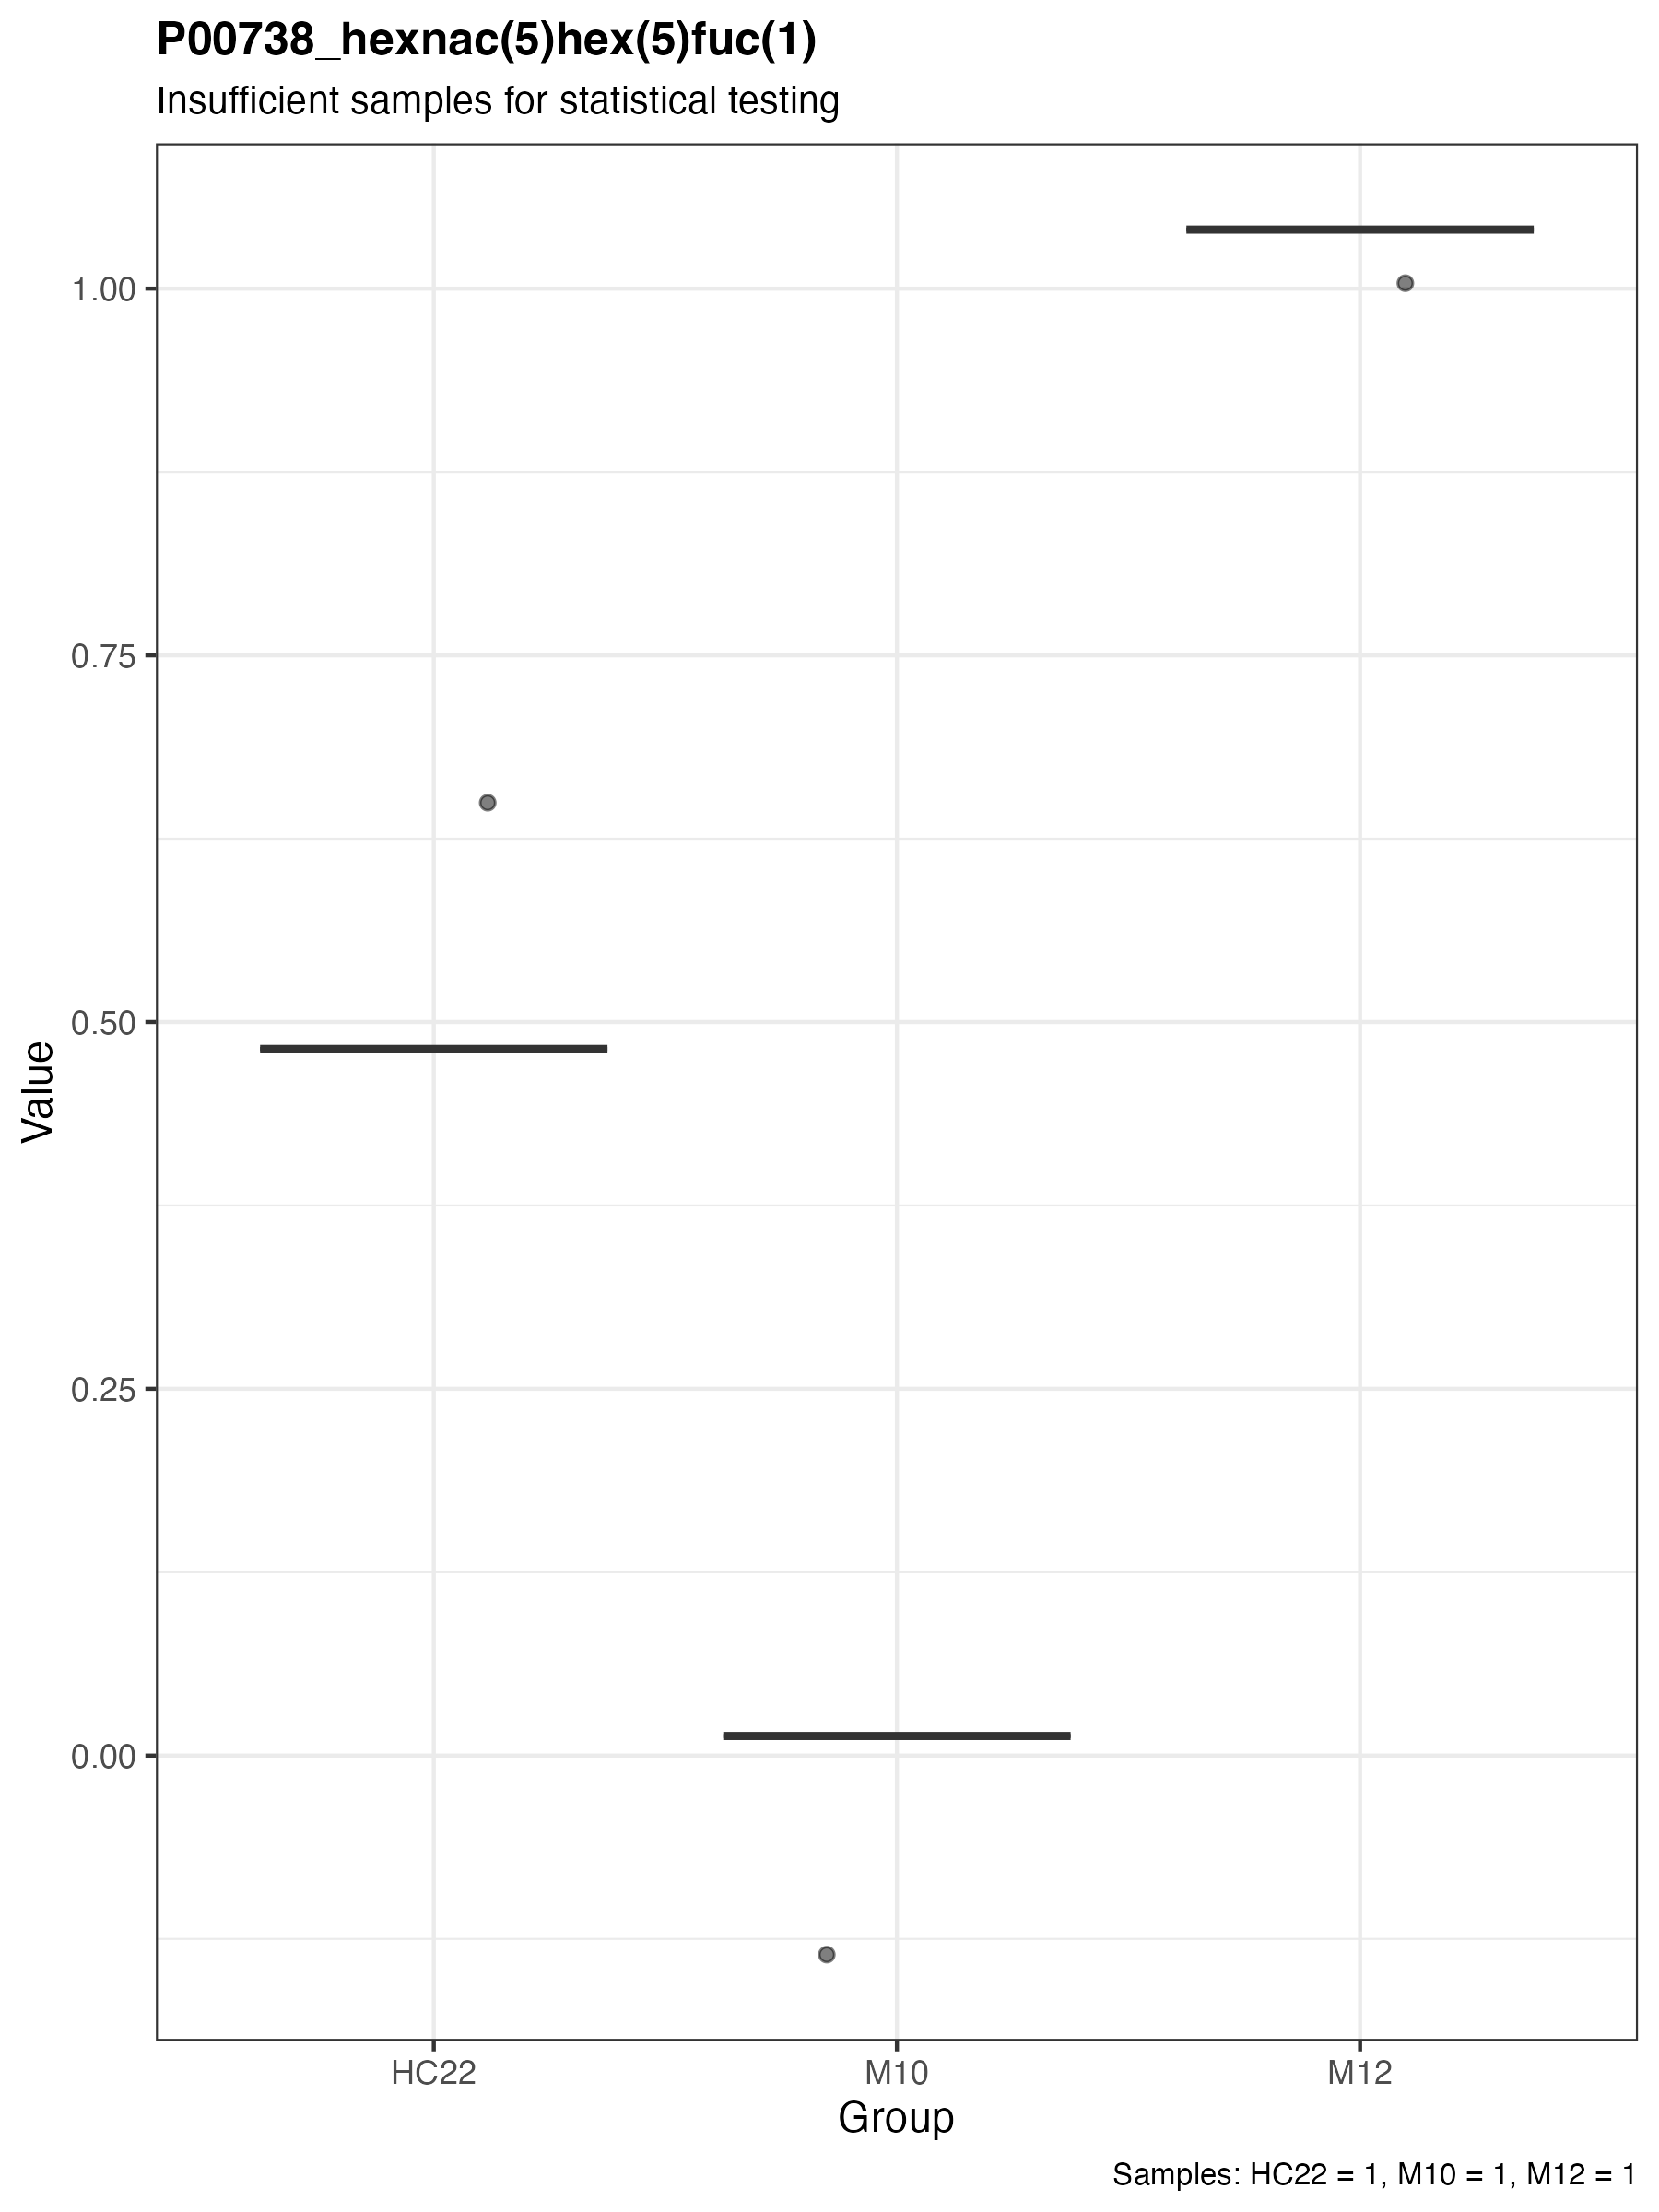 P00738_hexnac(5)hex(5)fuc(1)
Insufficient samples for statistical testing
1.00
0.75
0.50
0.25
0.00
Value
HC22 M10 M12
Group
Samples: HC22 = 1, M10 = 1, M12 = 1